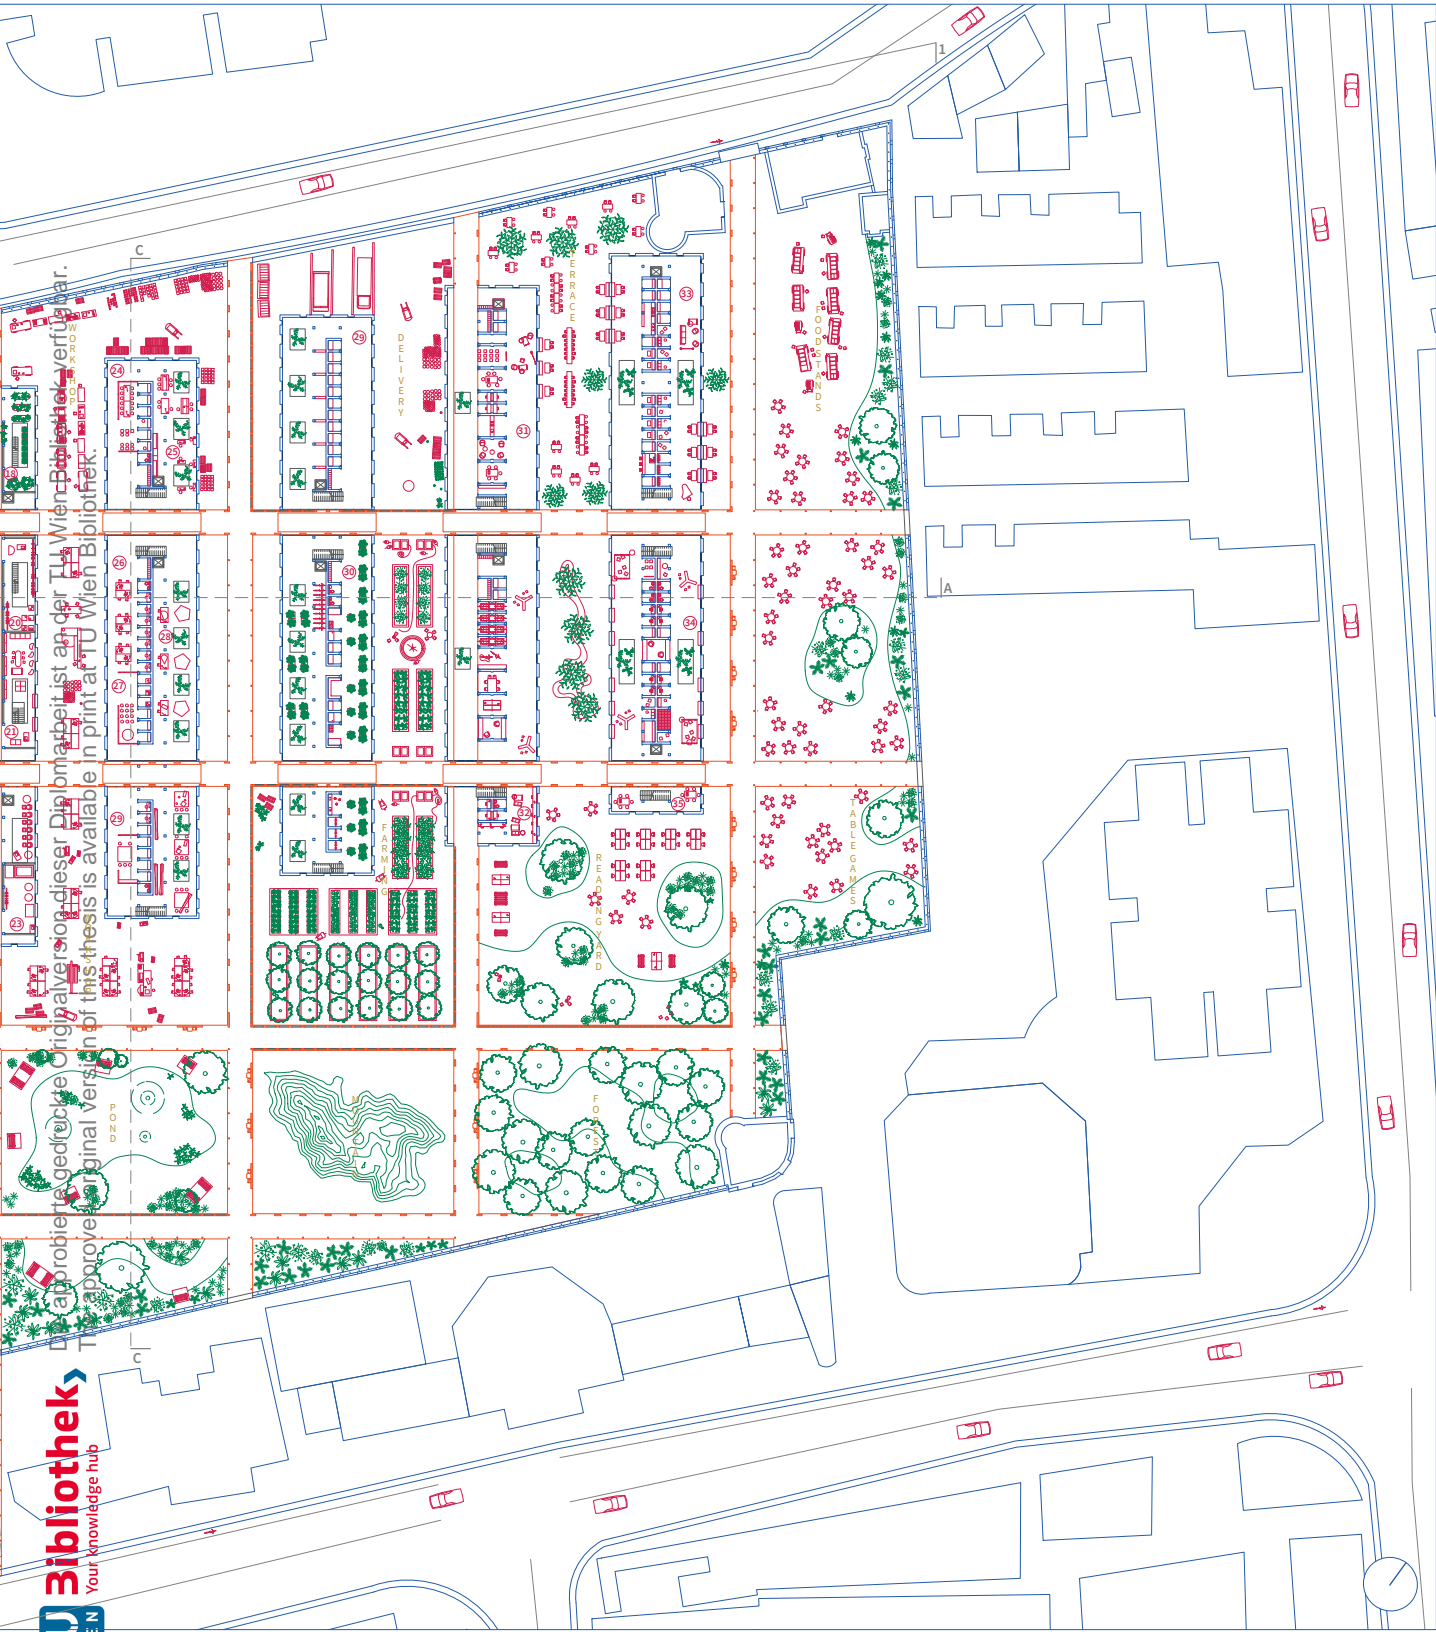 1
C
WORKSHOP
DELIVERY
TERRACE
FOOD STANDS
24
25
29
31
33
18
26
30
A
20
28
34
27
21
29
32
35
FARMING
READING YARD
TABLE GAMES
23
POND
FOREST
C
Die approbierte gedruckte Originalversion dieser Diplomarbeit ist an der TU Wien Bibliothek verfügbar.
The approved original version of this thesis is available in print at TU Wien Bibliothek.
Bibliothek
Your knowledge hub